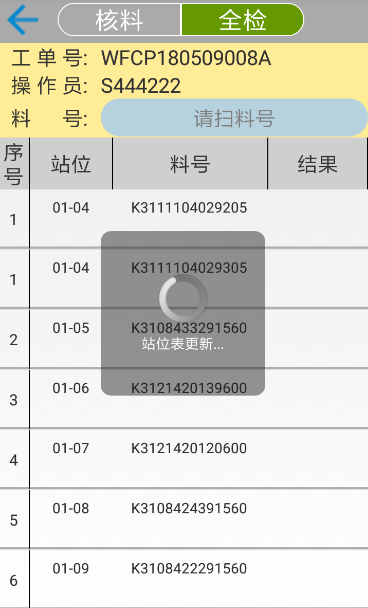 核料 全检
工单号: WFCP180509008A
操作员: S444222
料号: 请扫料号
序号 站位 料号 结果
1 01-04 K3111104029205
1 01-04 K3111104029305
2 01-05 K3108433291560
站位表更新...
3 01-06 K3121420139600
4 01-07 K3121420120600
5 01-08 K3108424391560
6 01-09 K3108422291560